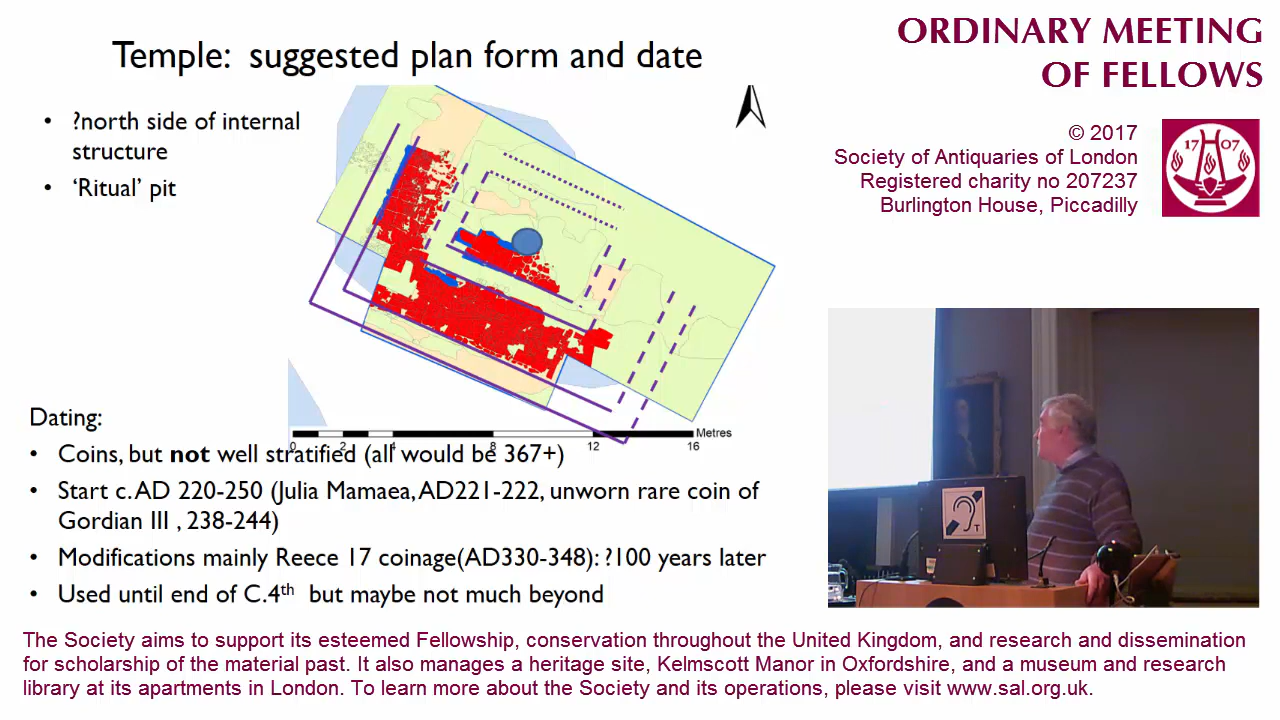 Temple: suggested plan form and date
• ?north side of internal
structure
• ‘Ritual’ pit
Metres
0 2 4 8 12 16
Dating:
• Coins, but not well stratified (all would be 367+)
• Start c. AD 220-250 (Julia Mamaea, AD221-222, unworn rare coin of
Gordian III , 238-244)
• Modifications mainly Reece 17 coinage(AD330-348): ?100 years later
• Used until end of C.4th but maybe not much beyond
ORDINARY MEETING
OF FELLOWS
© 2017
Society of Antiquaries of London
Registered charity no 207237
Burlington House, Piccadilly
17 07
T
The Society aims to support its esteemed Fellowship, conservation throughout the United Kingdom, and research and dissemination
for scholarship of the material past. It also manages a heritage site, Kelmscott Manor in Oxfordshire, and a museum and research
library at its apartments in London. To learn more about the Society and its operations, please visit www.sal.org.uk.